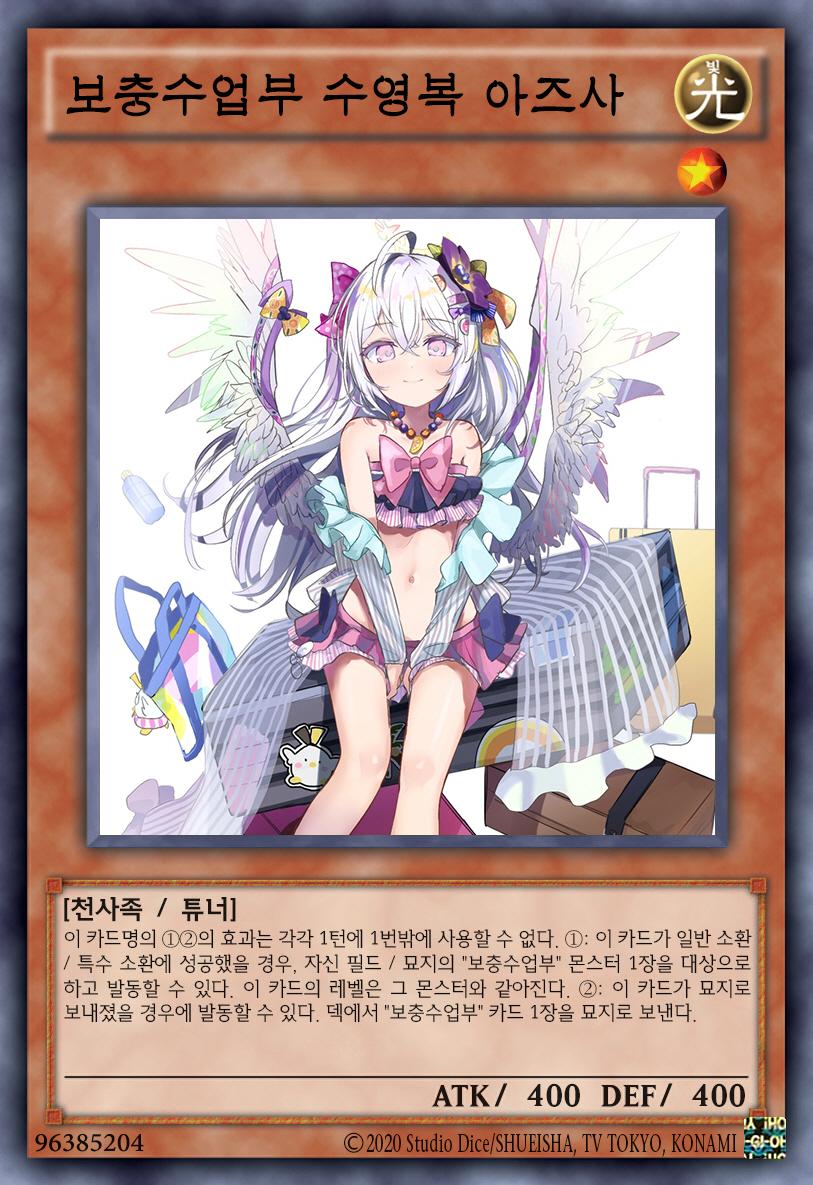 보충수업부 수영복 아즈사
빛
光
[천사족 / 튜너]
이 카드명의 ①②의 효과는 각각 1턴에 1번밖에 사용할 수 없다. ①: 이 카드가 일반 소환
/ 특수 소환에 성공했을 경우, 자신 필드 / 묘지의 "보충수업부" 몬스터 1장을 대상으로
하고 발동할 수 있다. 이 카드의 레벨은 그 몬스터와 같아진다. ②: 이 카드가 묘지로
보내졌을 경우에 발동할 수 있다. 덱에서 "보충수업부" 카드 1장을 묘지로 보낸다.
ATK/ 400 DEF/ 400
96385204 ©2020 Studio Dice/SHUEISHA, TV TOKYO, KONAMI